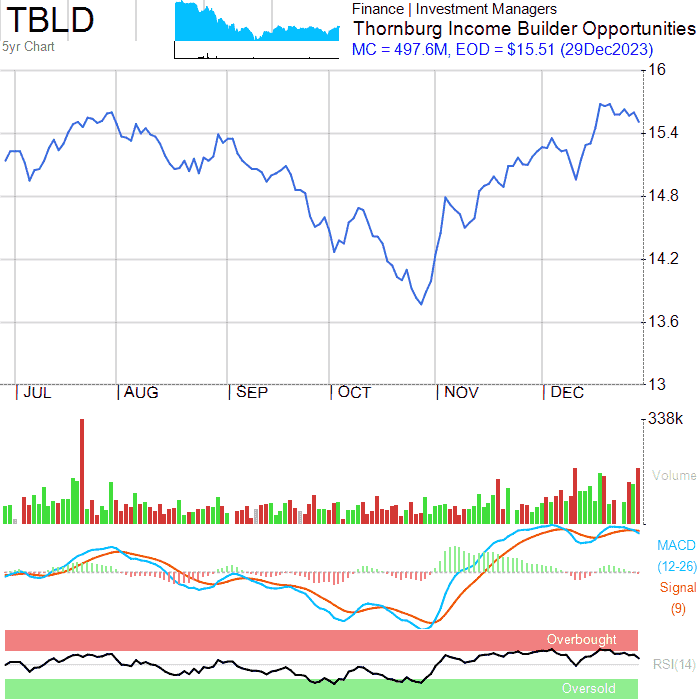 TBLD
5yr Chart
Finance | Investment Managers
Thornburg Income Builder Opportunities
MC = 497.6M, EOD = $15.51 (29Dec2023)
16
15.4
14.8
14.2
13.6
13
|JUL |AUG |SEP |OCT |NOV |DEC
338k
Volume
MACD
(12-26)
Signal
(9)
Overbought
RSI(14)
Oversold